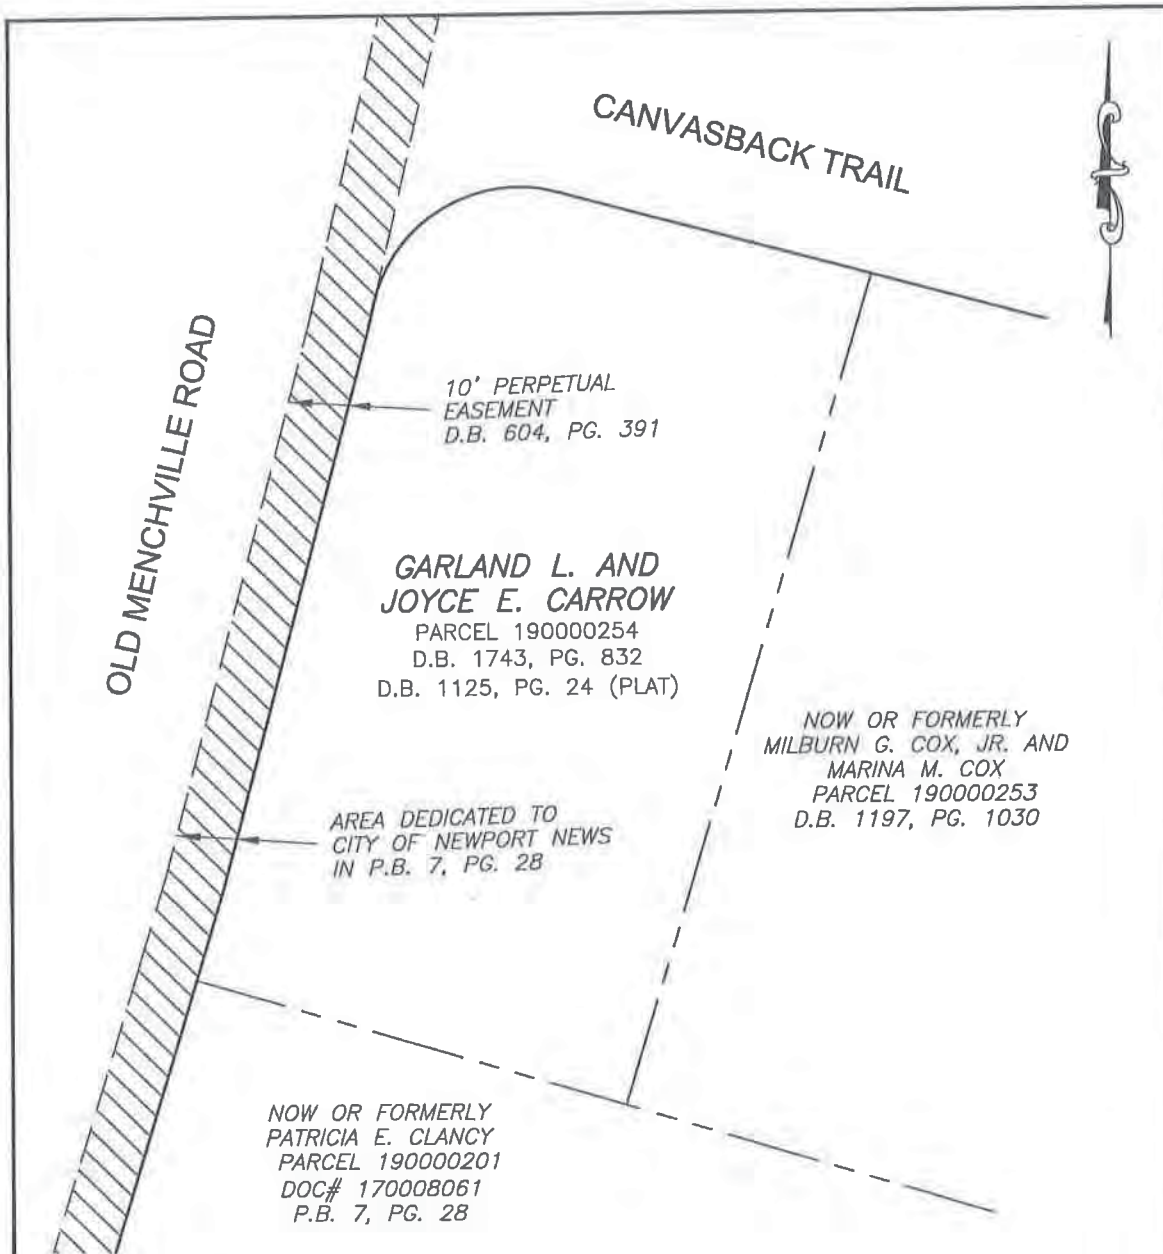 CANVASBACK TRAIL
OLD MENCHVILLE ROAD
10' PERPETUAL
EASEMENT
D.B. 604, PG. 391
GARLAND L. AND
JOYCE E. CARROW
PARCEL 190000254
D.B. 1743, PG. 832
D.B. 1125, PG. 24 (PLAT)
NOW OR FORMERLY
MILBURN G. COX, JR. AND
MARINA M. COX
PARCEL 190000253
D.B. 1197, PG. 1030
AREA DEDICATED TO
CITY OF NEWPORT NEWS
IN P.B. 7, PG. 28
NOW OR FORMERLY
PATRICIA E. CLANCY
PARCEL 190000201
DOC# 170008061
P.B. 7, PG. 28